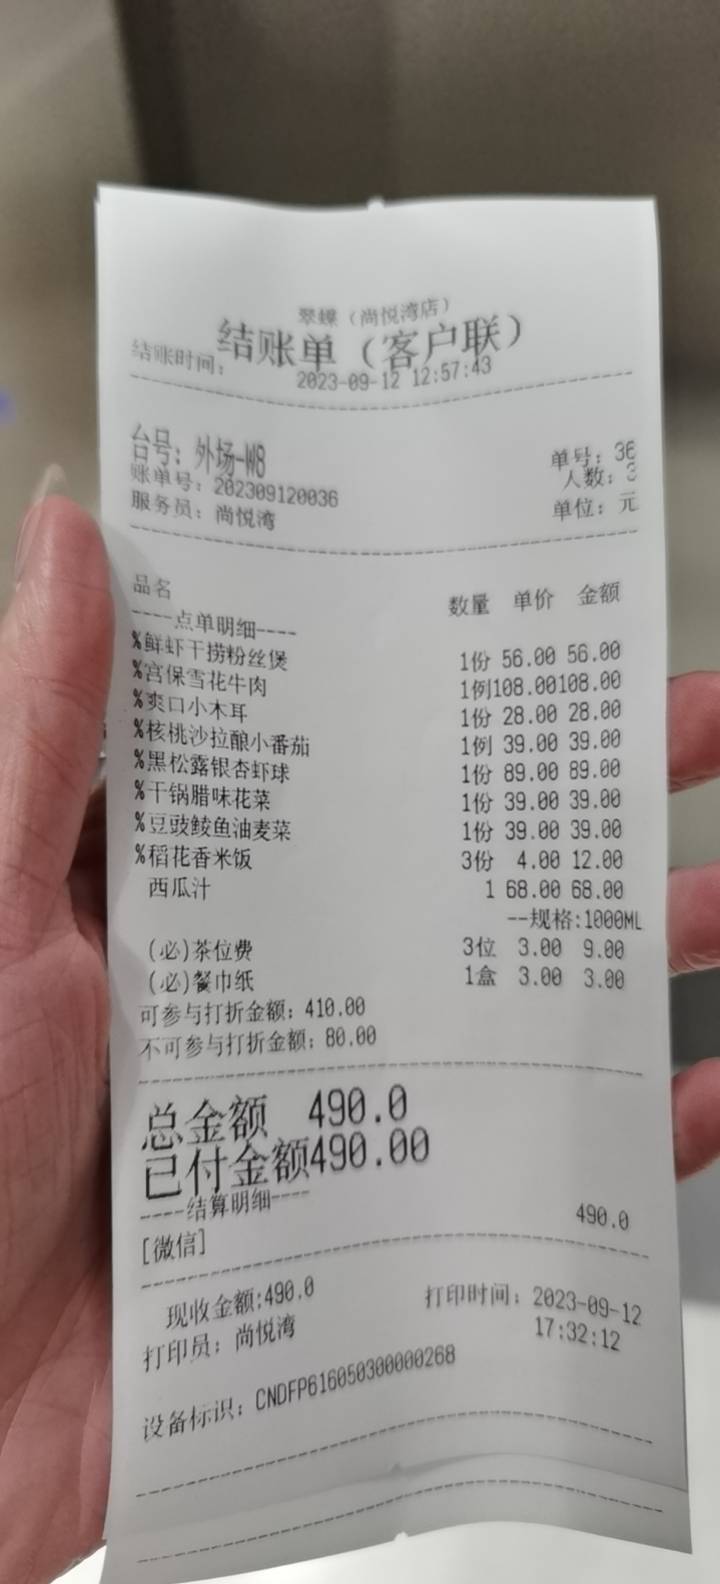 翠蝶（尚悦湾店）
结账单（客户联）
结账时间： 2023-09-12 12:57:43
台号：外场-W8 单号：36
账单号：202309120036 人数：3
服务员：尚悦湾 单位：元
品名 数量 单价 金额
----点单明细----
%鲜虾干捞粉丝煲 1份 56.00 56.00
%宫保雪花牛肉 1例108.00108.00
%爽口小木耳 1份 28.00 28.00
%核桃沙拉酿小番茄 1例 39.00 39.00
%黑松露银杏虾球 1份 89.00 89.00
%干锅腊味花菜 1份 39.00 39.00
%豆豉鲮鱼油麦菜 1份 39.00 39.00
%稻花香米饭 3份 4.00 12.00
西瓜汁 1 68.00 68.00
--规格:1000ML
(必)茶位费 3位 3.00 9.00
(必)餐巾纸 1盒 3.00 3.00
可参与打折金额：410.00
不可参与打折金额：80.00
总金额 490.0
已付金额490.00
----结算明细----
[微信] 490.0
现收金额:490.0
打印员：尚悦湾 打印时间：2023-09-12 17:32:12
设备标识：CNDFP616050300000268